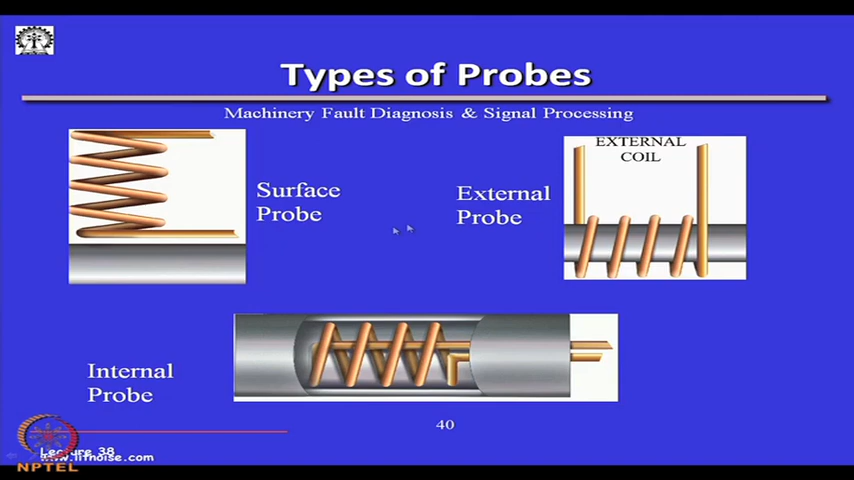 Types of Probes
Machinery Fault Diagnosis & Signal Processing
Surface
Probe
External
Probe
EXTERNAL
COIL
Internal
Probe
40
Lecture 38
www.iitnoise.com
NPTEL